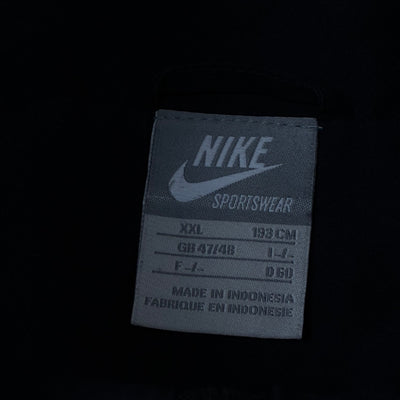 NIKE
SPORTSWEAR
XXL 193 CM
GB 47/48 I -/-
F -/- D 60
MADE IN INDONESIA
FABRIQUE EN INDONESIE